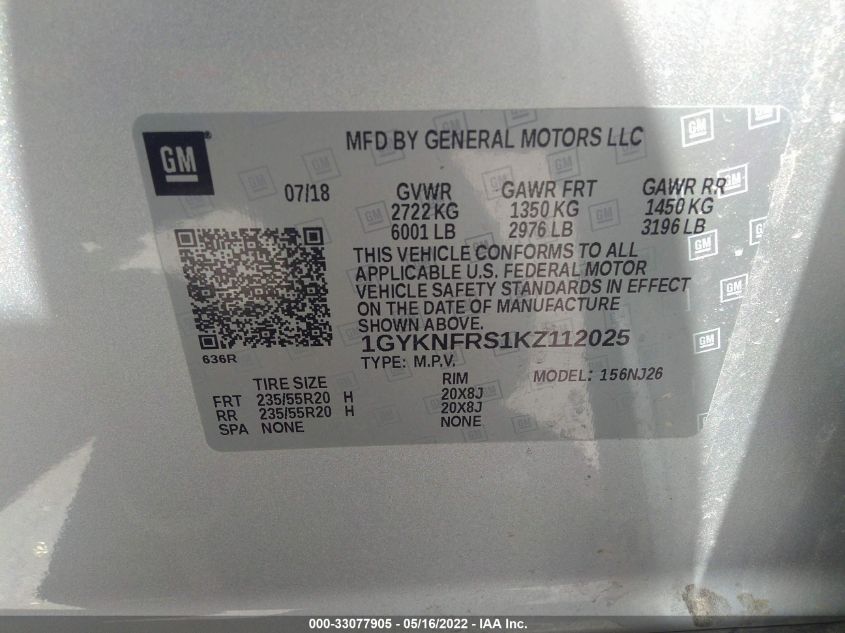 GM®
MFD BY GENERAL MOTORS LLC
07/18 GVWR GAWR FRT GAWR RR
2722 KG 1350 KG 1450 KG
6001 LB 2976 LB 3196 LB
THIS VEHICLE CONFORMS TO ALL
APPLICABLE U.S. FEDERAL MOTOR
VEHICLE SAFETY STANDARDS IN EFFECT
ON THE DATE OF MANUFACTURE
SHOWN ABOVE.
1GYKNFRS1KZ112025
636R
TYPE: M.P.V.
MODEL: 156NJ26
TIRE SIZE RIM
FRT 235/55R20 H 20X8J
RR 235/55R20 H 20X8J
SPA NONE NONE
000-33077905 - 05/16/2022 - IAA Inc.